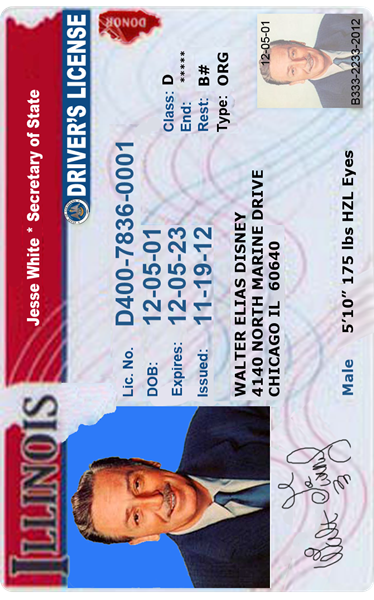 ILLINOIS
Jesse White * Secretary of State
DRIVER'S LICENSE
DONOR
Lic. No. D400-7836-0001
DOB: 12-05-01
Expires: 12-05-23
Issued: 11-19-12
Class: D
End: *****
Rest: B#
Type: ORG
WALTER ELIAS DISNEY
4140 NORTH MARINE DRIVE
CHICAGO IL 60640
Male 5'10" 175 lbs HZL Eyes
12-05-01
B333-2233-2012
Walt Disney